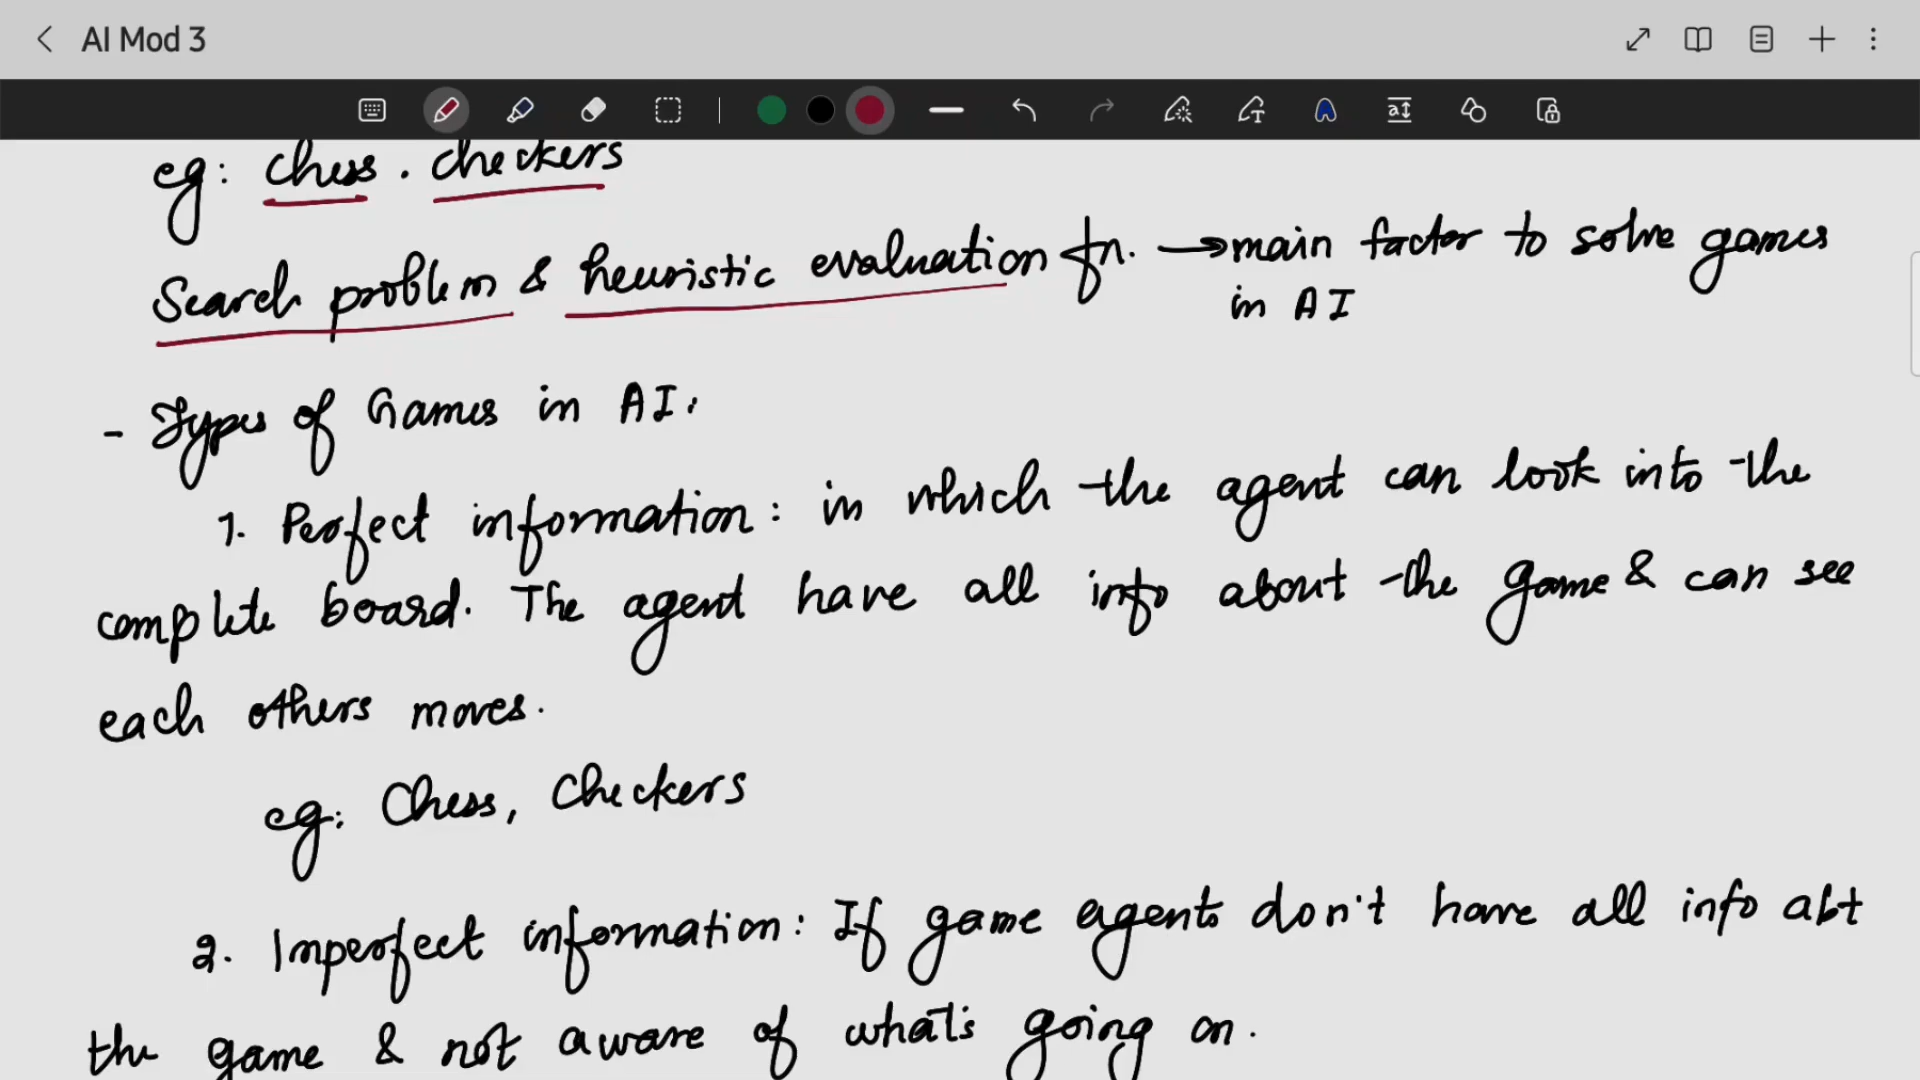 AI Mod 3
eg: Chess. Checkers
Search problem & heuristic evaluation fn. → main factor to solve games
in AI
- Types of Games in AI.
1. Perfect information: in which the agent can look into the
complete board. The agent have all info about the game & can see
each others moves.
eg: Chess, Checkers
2. Imperfect information: If game agents don't have all info abt
the game & not aware of what's going on.